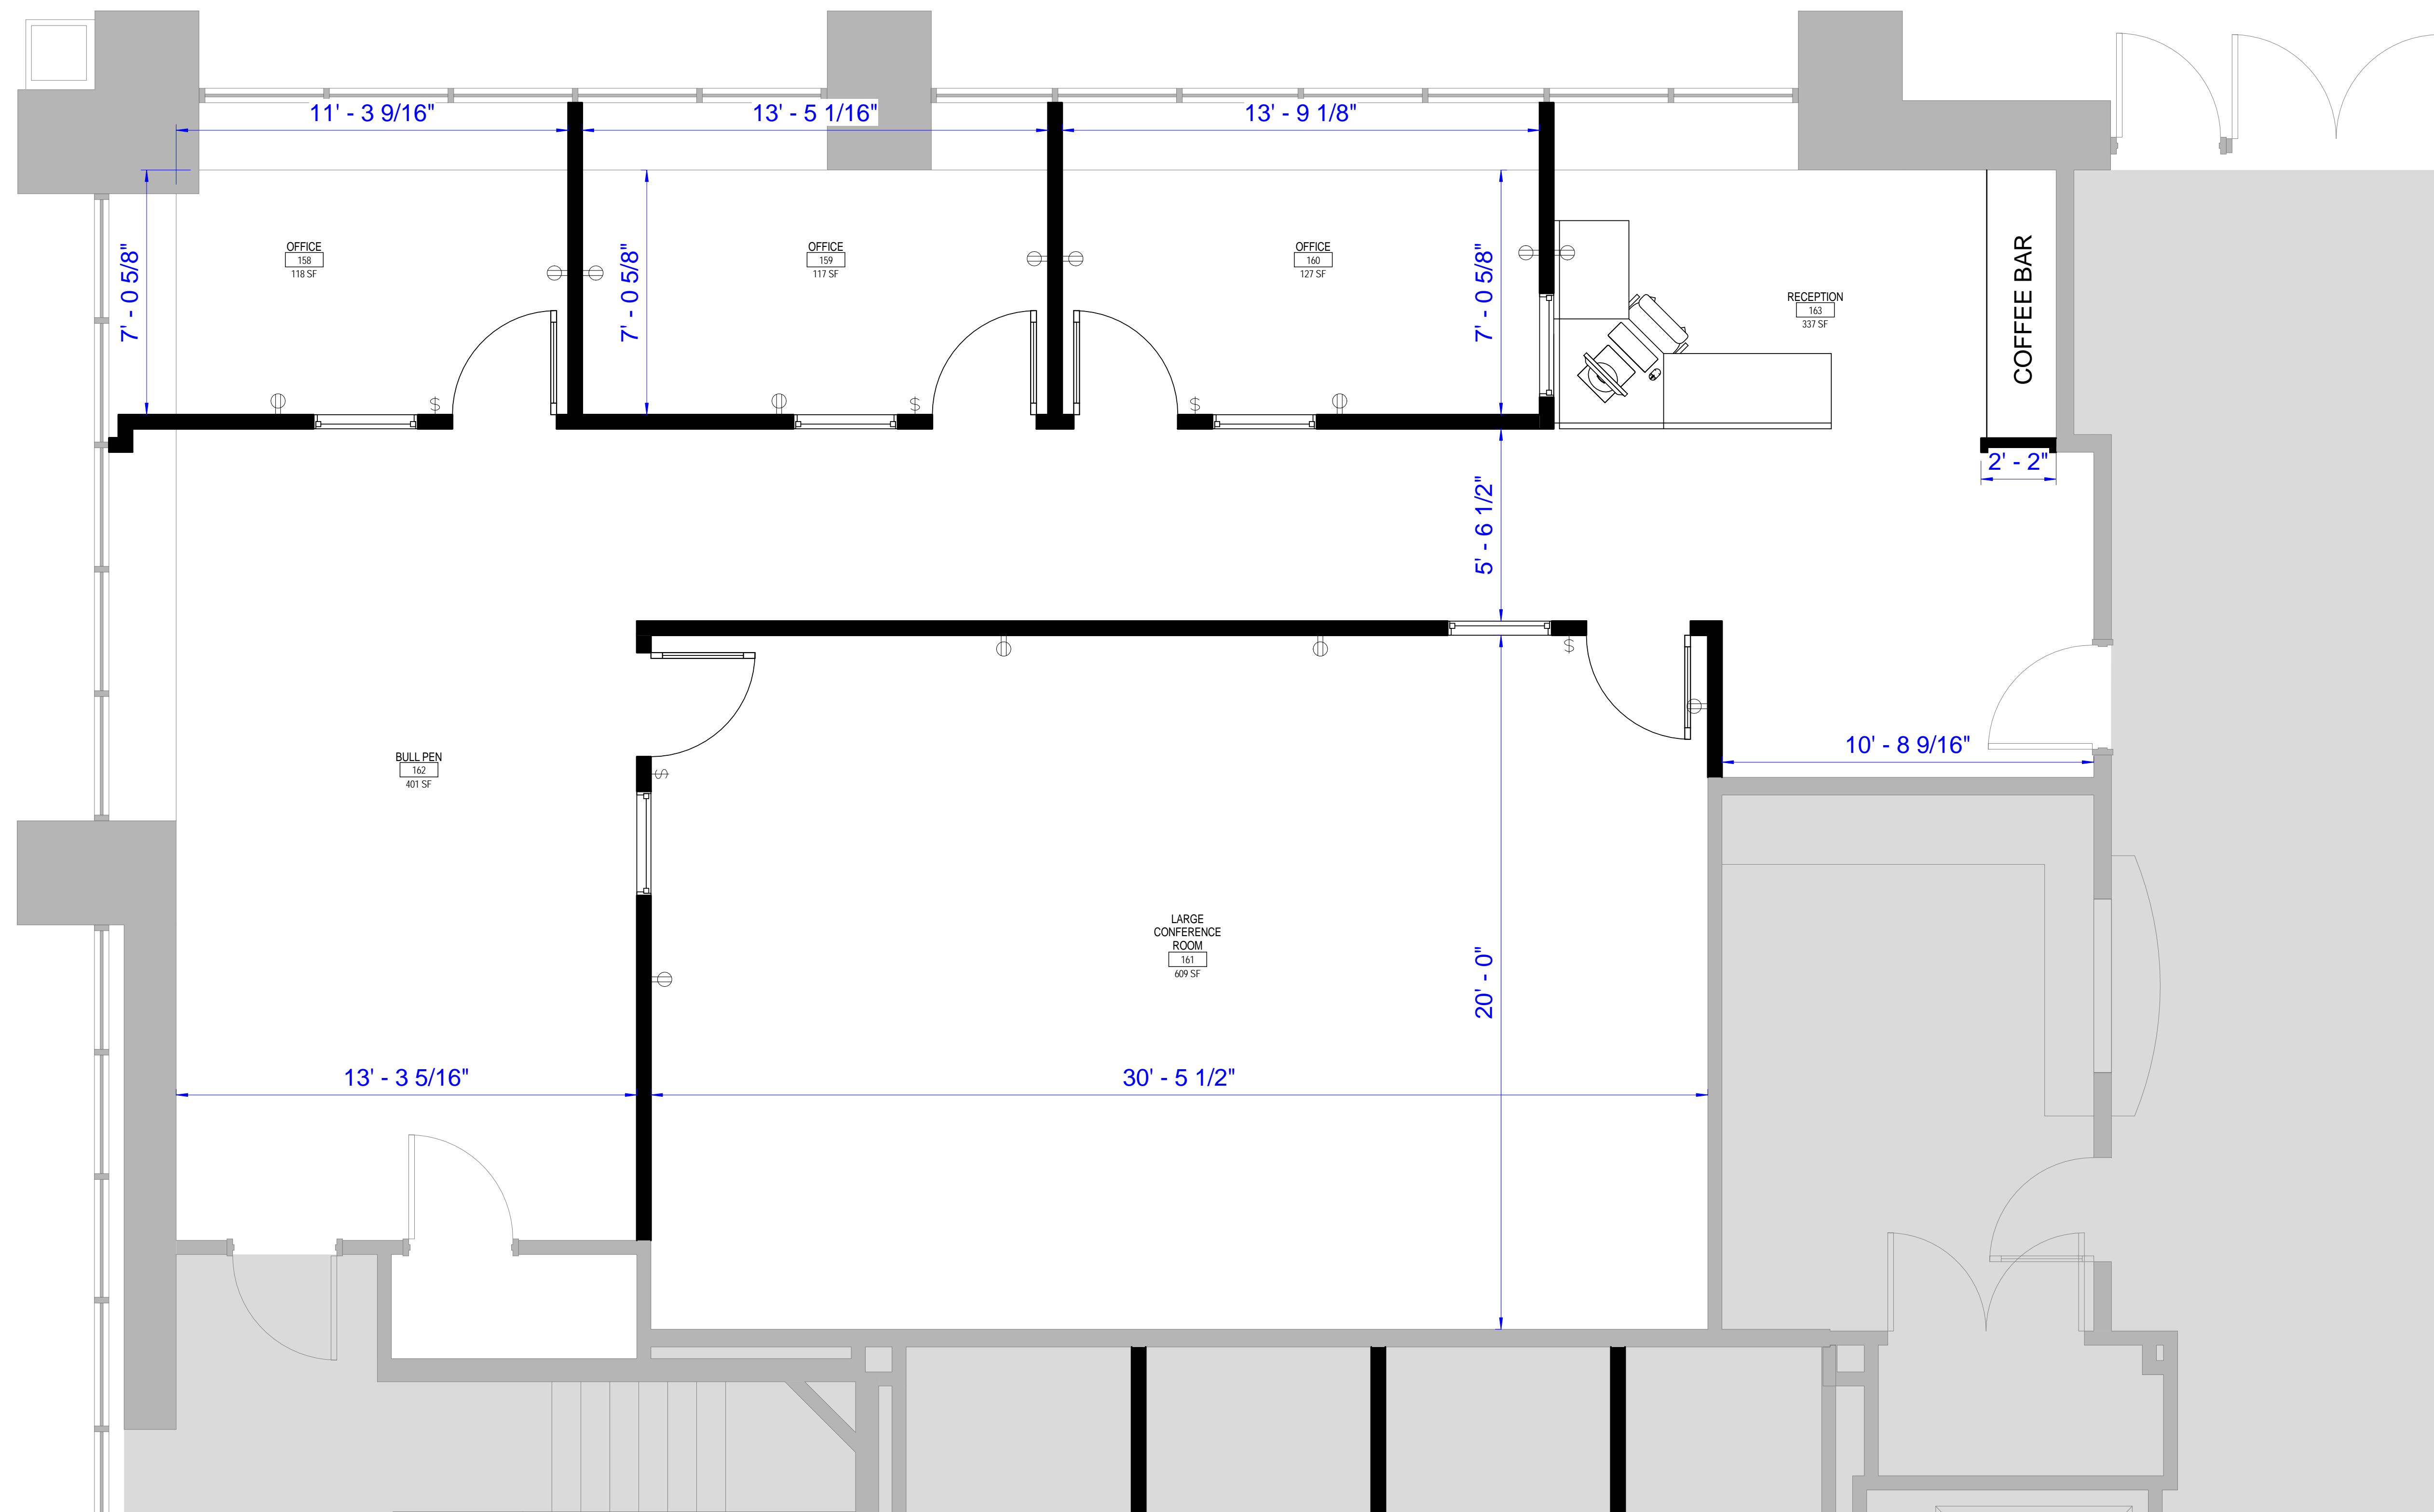 11' - 3 9/16"
13' - 5 1/16"
13' - 9 1/8"
7' - 0 5/8"
OFFICE
158
118 SF
7' - 0 5/8"
OFFICE
159
117 SF
OFFICE
160
127 SF
7' - 0 5/8"
RECEPTION
163
337 SF
COFFEE BAR
$
$
$
2' - 2"
5' - 6 1/2"
$
10' - 8 9/16"
BULL PEN
162
401 SF
$
LARGE
CONFERENCE
ROOM
161
609 SF
20' - 0"
13' - 3 5/16"
30' - 5 1/2"